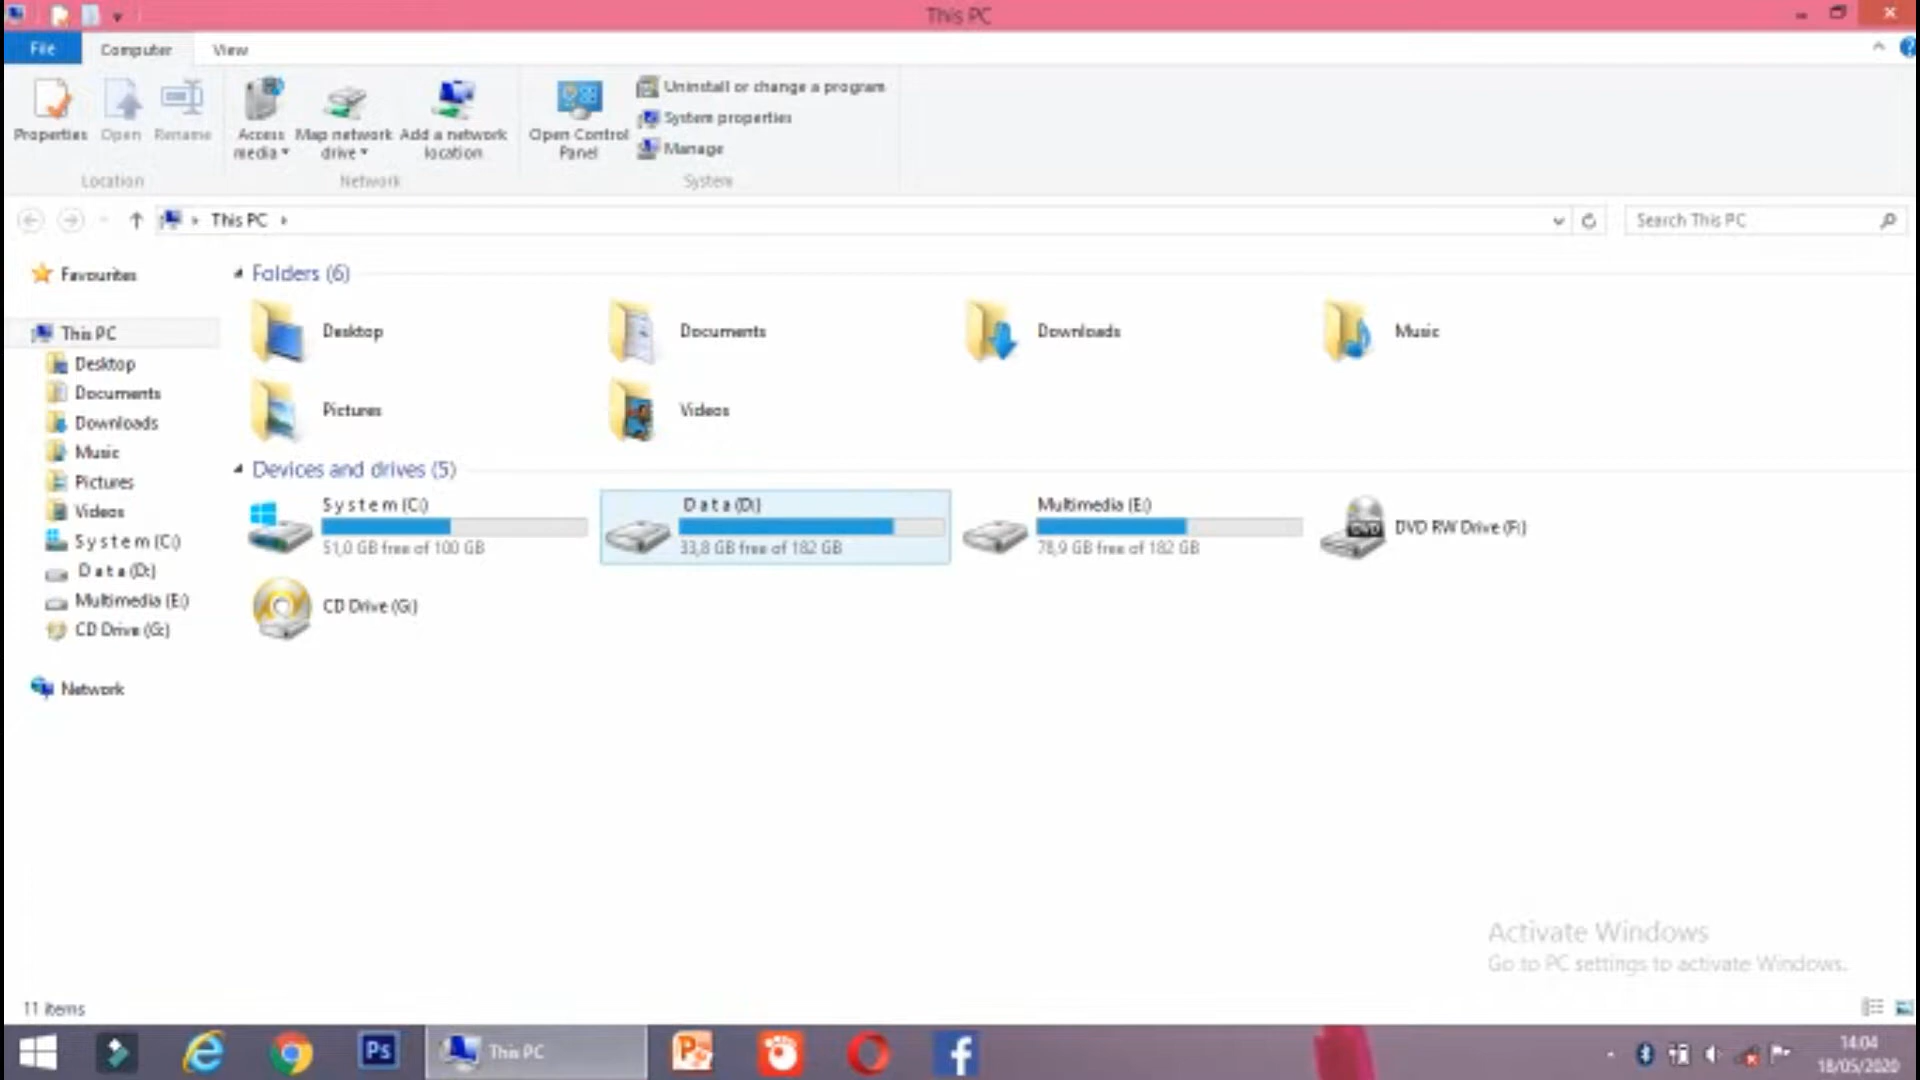 This PC
File
Computer
View
Properties
Open
Rename
Access
media
Map network
drive
Add a network
location
Open Control
Panel
Uninstall or change a program
System properties
Manage
Location
Network
System
This PC
Search This PC
Favourites
This PC
Desktop
Documents
Downloads
Music
Pictures
Videos
System (C:)
Data (D:)
Multimedia (E:)
CD Drive (G:)
Network
Folders (6)
Desktop
Documents
Downloads
Music
Pictures
Videos
Devices and drives (5)
System (C:)
51,0 GB free of 100 GB
Data (D:)
33,8 GB free of 182 GB
Multimedia (E:)
78,9 GB free of 182 GB
DVD RW Drive (F:)
DVD
CD Drive (G:)
Activate Windows
Go to PC settings to activate Windows.
11 items
Ps
This PC
14:04
18/05/2020